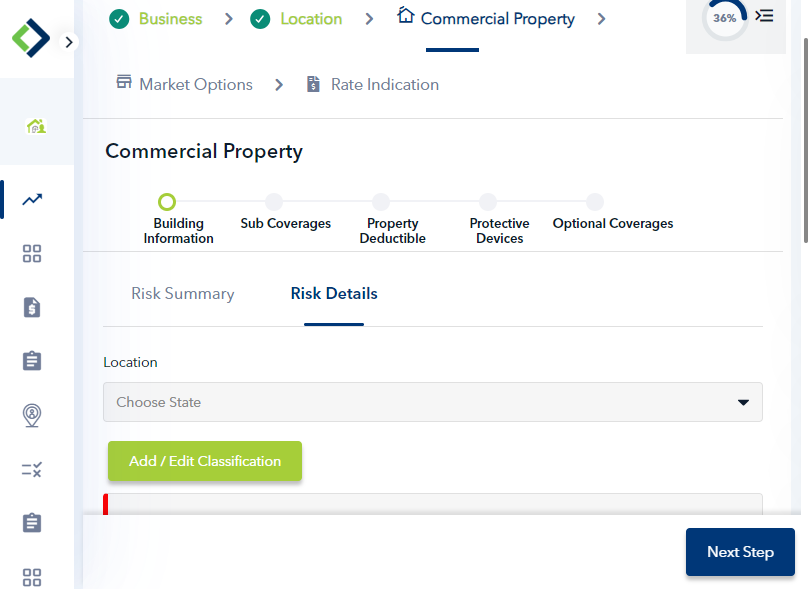 Business
Location
Commercial Property
36%
Market Options
Rate Indication
Commercial Property
Building
Information
Sub Coverages
Property
Deductible
Protective
Devices
Optional Coverages
Risk Summary
Risk Details
Location
Choose State
Add / Edit Classification
Next Step